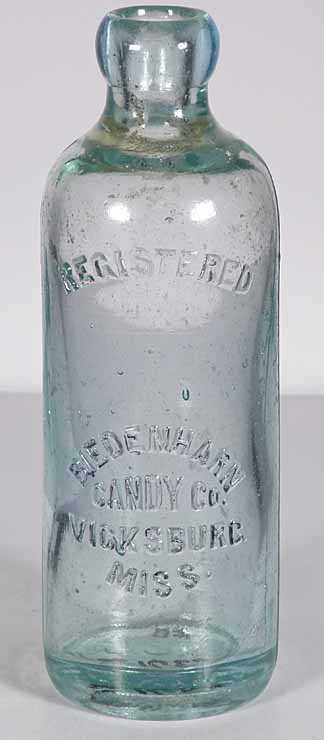 REGISTERED
BIEDENHARN
CANDY Co
VICKSBURG
MISS.